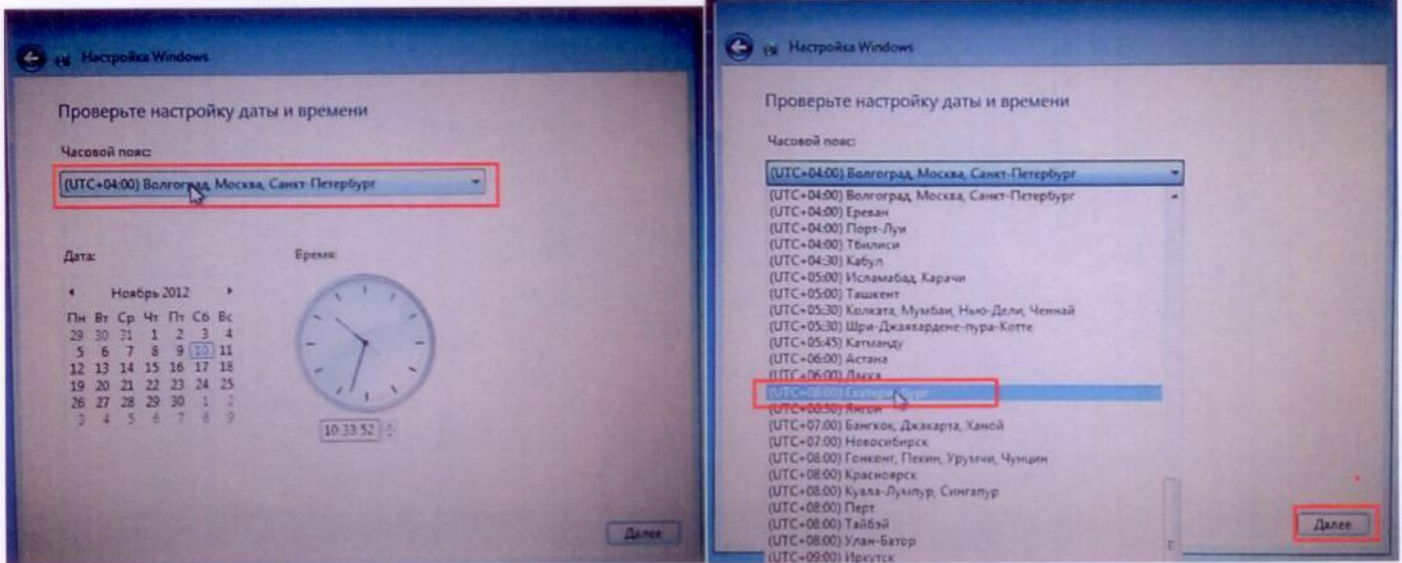 Настройка Windows
Проверьте настройку даты и времени
Часовой пояс:
(UTC+04:00) Волгоград, Москва, Санкт-Петербург
Дата:
Время:
Ноябрь 2012
Пн Вт Ср Чт Пт Сб Вс
29 30 31 1 2 3 4
5 6 7 8 9 10 11
12 13 14 15 16 17 18
19 20 21 22 23 24 25
26 27 28 29 30 1 2
3 4 5 6 7 8 9
10:33:52
Далее
Настройка Windows
Проверьте настройку даты и времени
Часовой пояс:
(UTC+04:00) Волгоград, Москва, Санкт-Петербург
(UTC+04:00) Волгоград, Москва, Санкт-Петербург
(UTC+04:00) Ереван
(UTC+04:00) Порт-Луи
(UTC+04:00) Тбилиси
(UTC+04:30) Кабул
(UTC+05:00) Исламабад, Карачи
(UTC+05:00) Ташкент
(UTC+05:30) Колката, Мумбаи, Нью-Дели, Ченнай
(UTC+05:30) Шри-Джаявардене-пура-Котте
(UTC+05:45) Катманду
(UTC+06:00) Астана
(UTC+06:00) Дакка
(UTC+06:00) Екатеринбург
(UTC+06:30) Янгон
(UTC+07:00) Бангкок, Джакарта, Ханой
(UTC+07:00) Новосибирск
(UTC+08:00) Гонконг, Пекин, Урумчи, Чунцин
(UTC+08:00) Красноярск
(UTC+08:00) Куала-Лумпур, Сингапур
(UTC+08:00) Перт
(UTC+08:00) Тайбэй
(UTC+08:00) Улан-Батор
(UTC+09:00) Иркутск
Далее